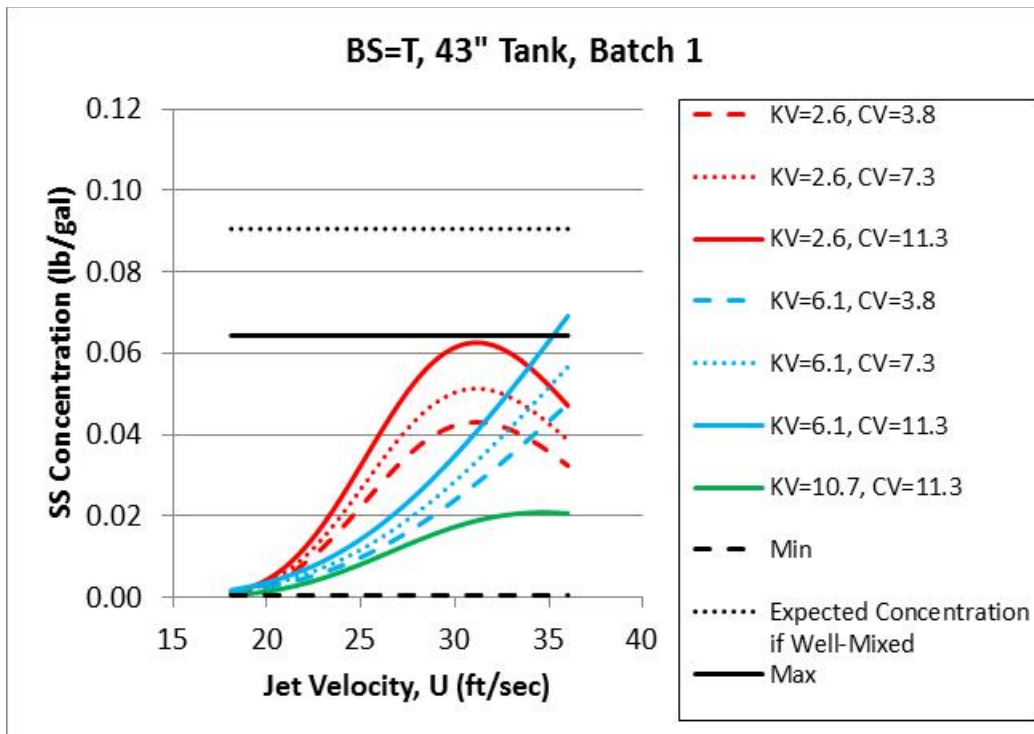 BS=T, 43" Tank, Batch 1
0.12
0.10
0.08
0.06
0.04
0.02
0.00
SS Concentration (lb/gal)
15 20 25 30 35 40
Jet Velocity, U (ft/sec)
KV=2.6, CV=3.8
KV=2.6, CV=7.3
KV=2.6, CV=11.3
KV=6.1, CV=3.8
KV=6.1, CV=7.3
KV=6.1, CV=11.3
KV=10.7, CV=11.3
Min
Expected Concentration
if Well-Mixed
Max